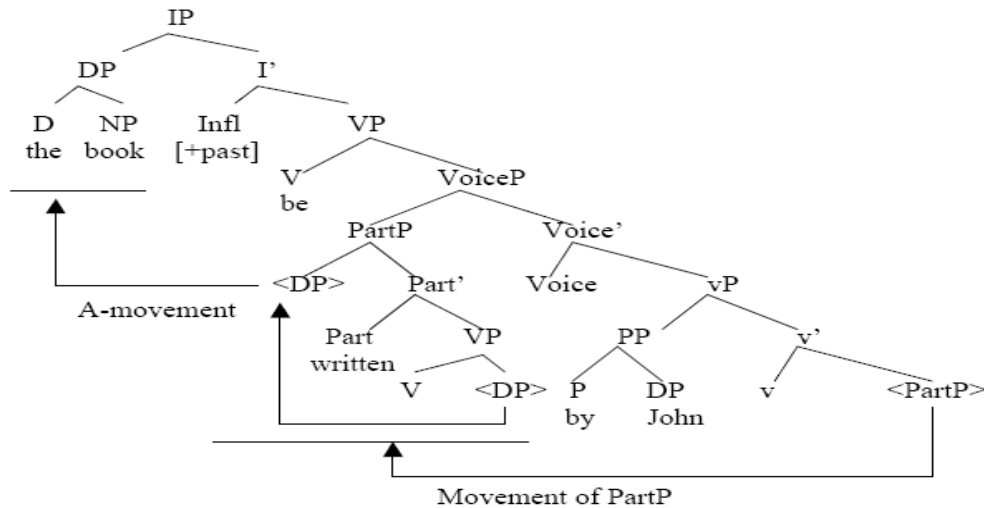 IP
DP I’
D NP Infl VP
the book [+past]
V VoiceP
be
PartP Voice’
<DP> Part’ Voice vP
A-movement
Part VP PP v’
written
V <DP> P DP v <PartP>
by John
Movement of PartP